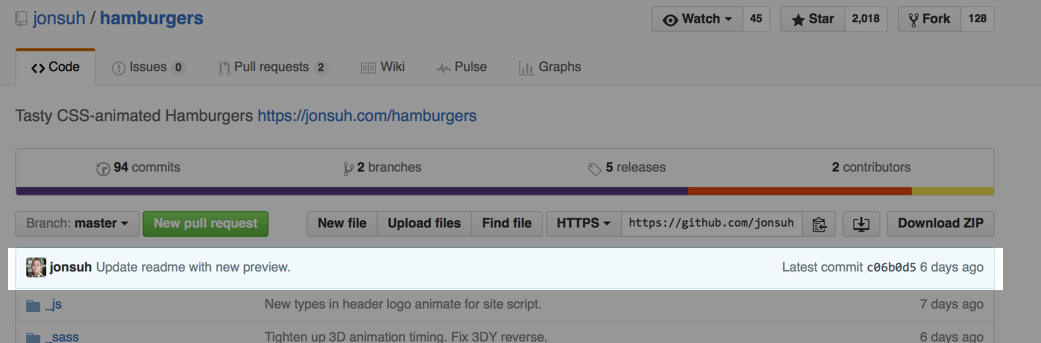 jonsuh / hamburgers Watch 45 Star 2,018 Fork 128
Code Issues 0 Pull requests 2 Wiki Pulse Graphs
Tasty CSS-animated Hamburgers https://jonsuh.com/hamburgers
94 commits 2 branches 5 releases 2 contributors
Branch: master New pull request New file Upload files Find file HTTPS https://github.com/jonsuh Download ZIP
jonsuh Update readme with new preview. Latest commit c06b0d5 6 days ago
_js New types in header logo animate for site script. 7 days ago
_sass Tighten up 3D animation timing. Fix 3DY reverse. 6 days ago